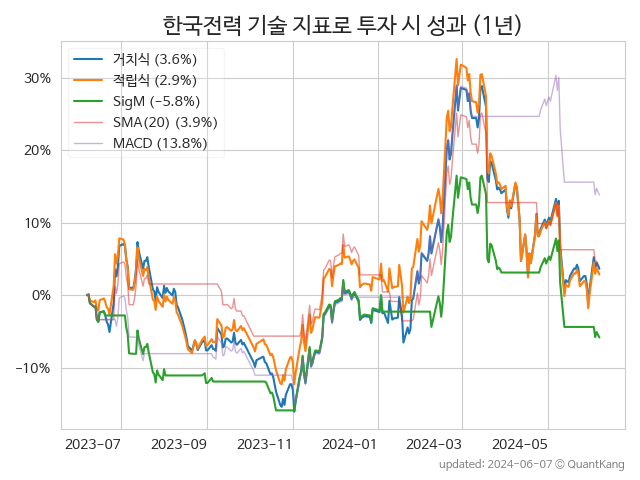 한국전력 기술 지표로 투자 시 성과 (1년)
거치식 (3.6%)
적립식 (2.9%)
SigM (−5.8%)
SMA(20) (3.9%)
MACD (13.8%)
30%
20%
10%
0%
−10%
2023-07 2023-09 2023-11 2024-01 2024-03 2024-05
updated: 2024-06-07 © QuantKang